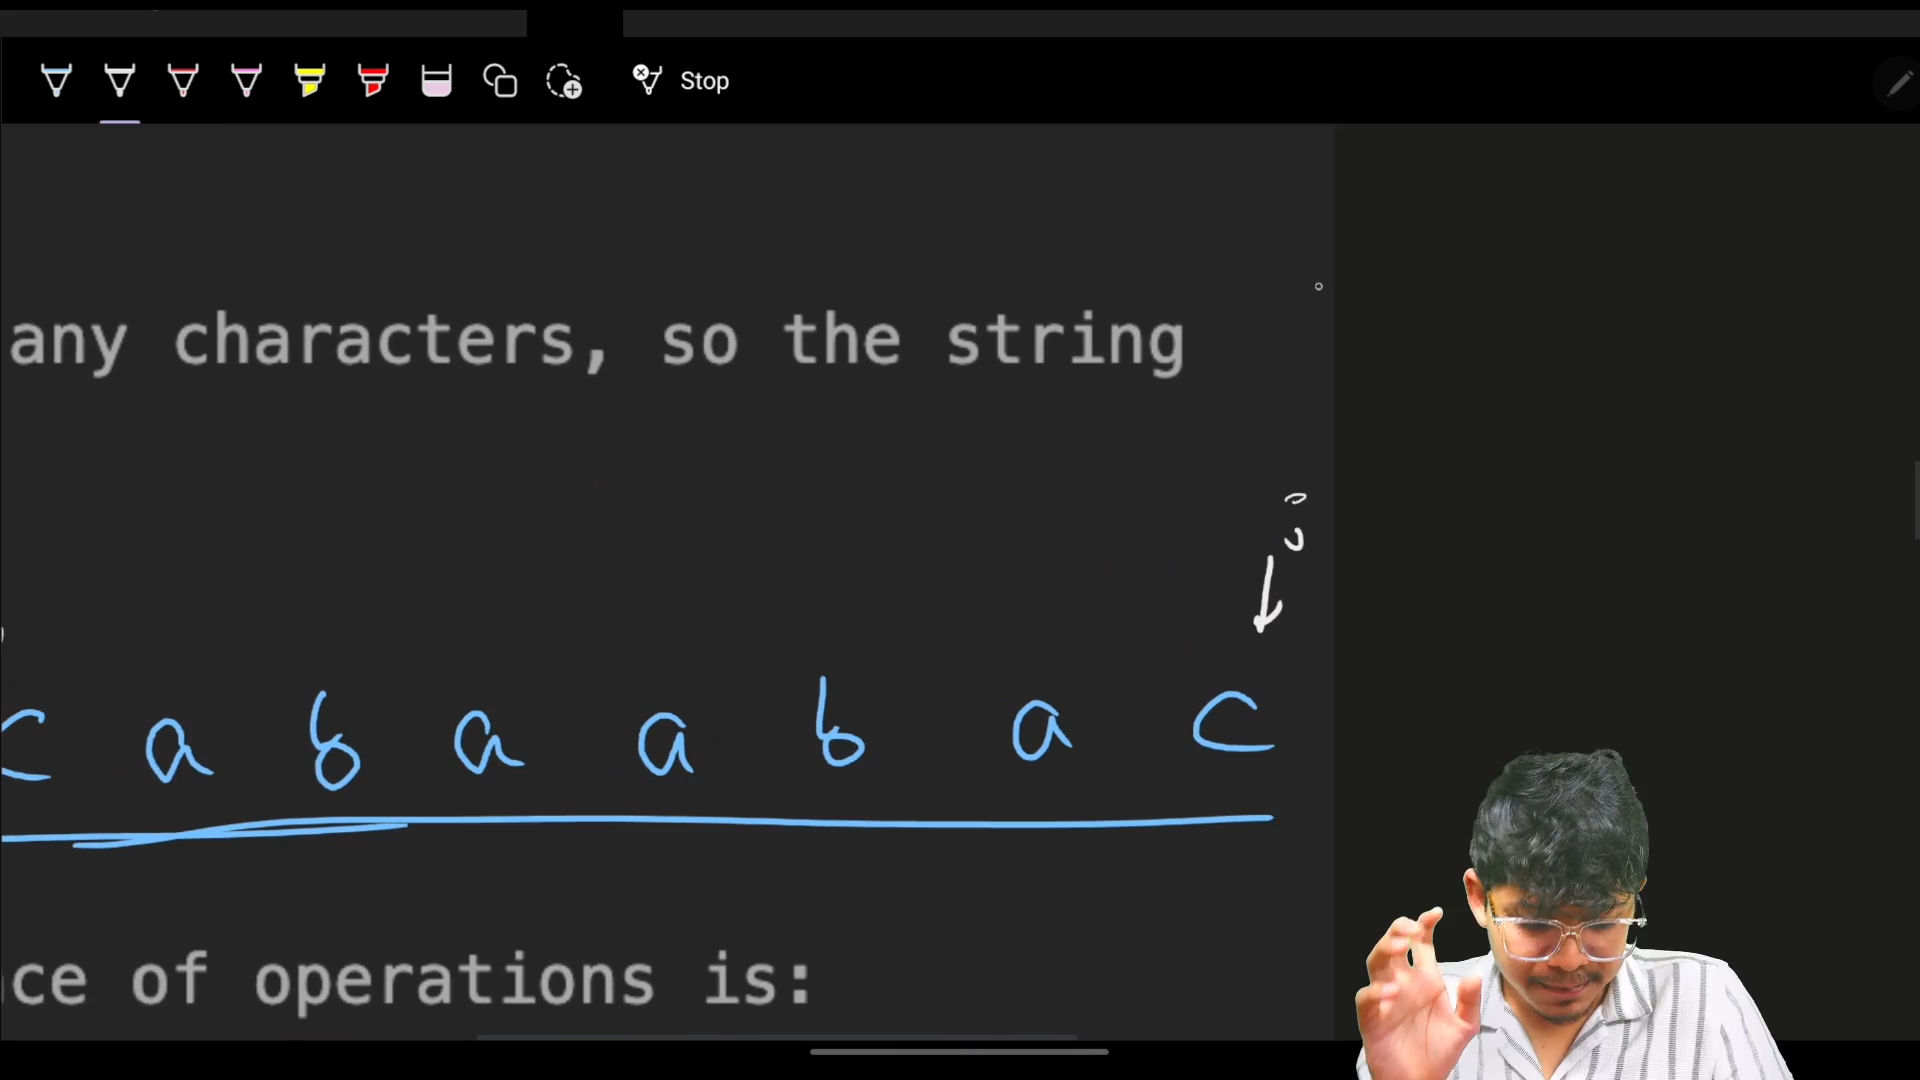 Stop
any characters, so the string
c a b a a b a c
ce of operations is: